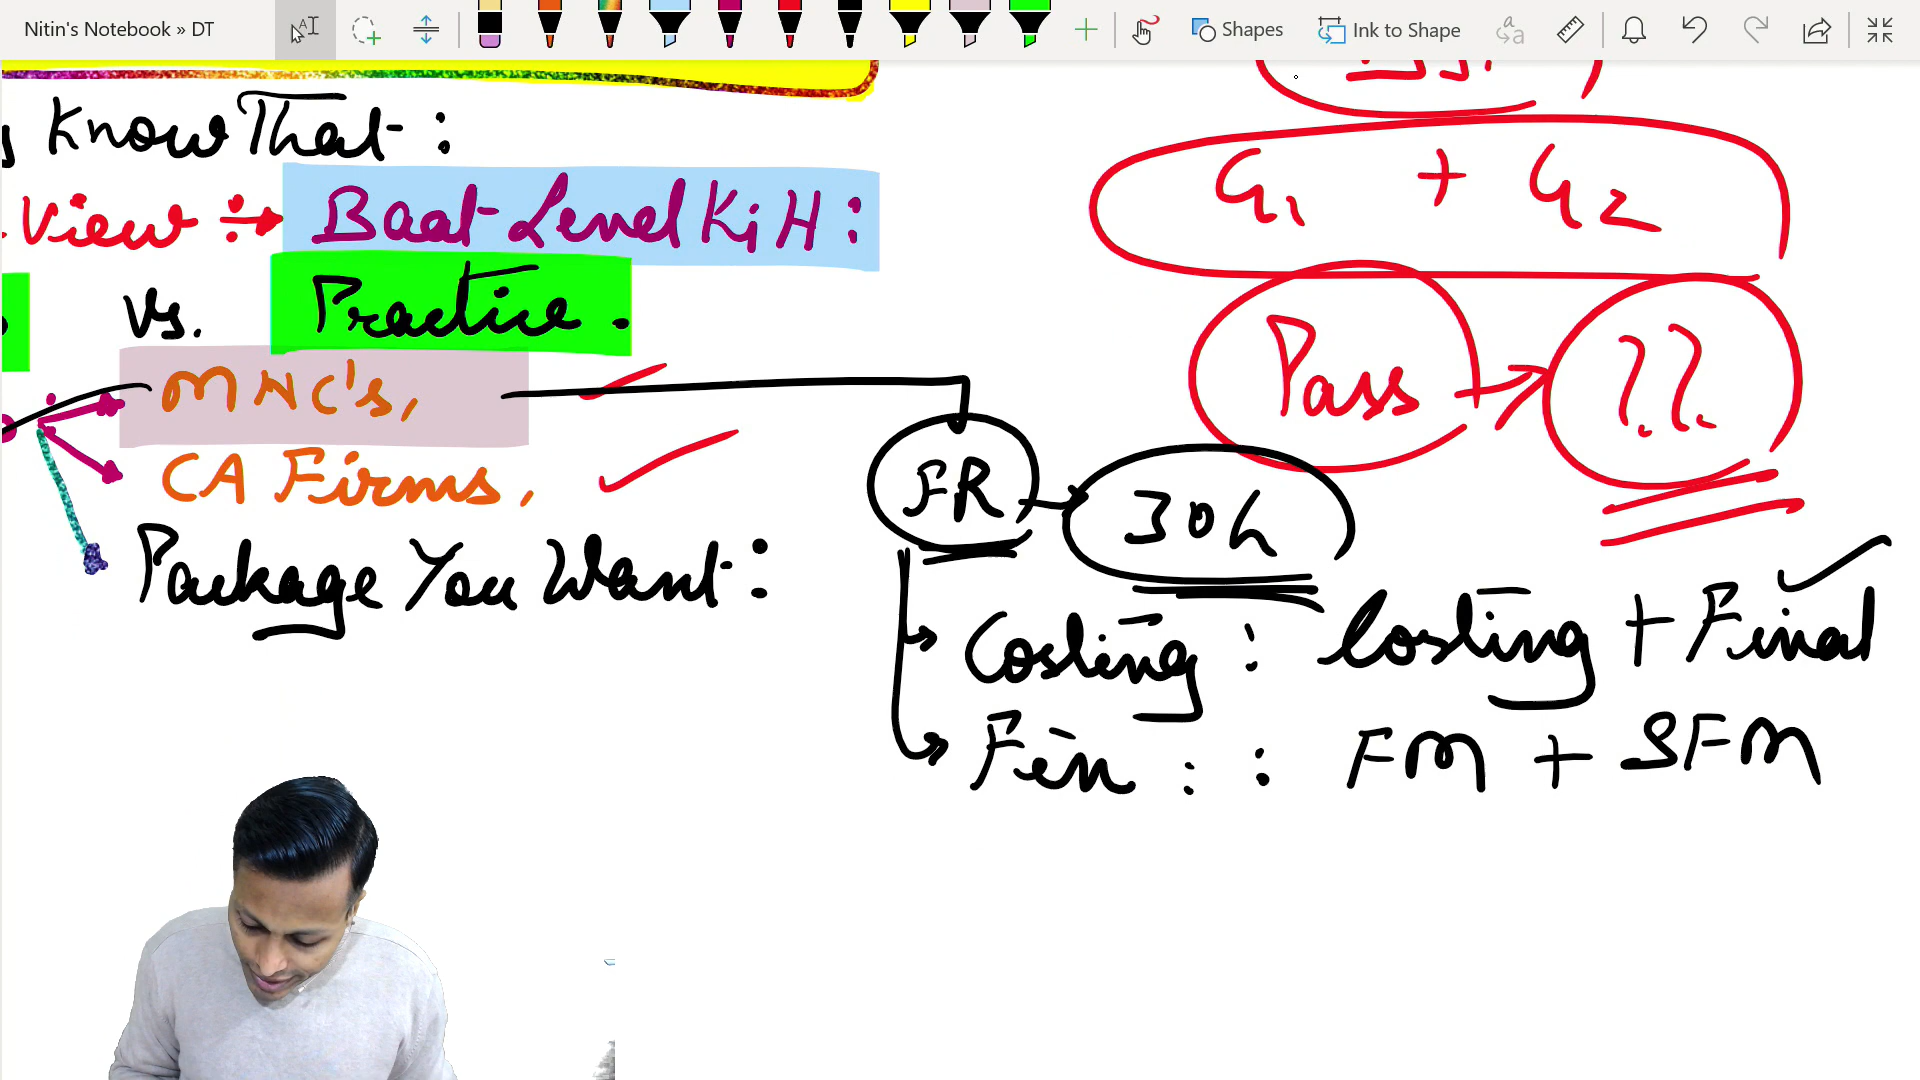 Nitin's Notebook » DT
Shapes
Ink to Shape
Know That :
View ÷→ Baat Level Ki H :
Vs. Practice.
MNC's,
CA Firms,
Package You Want :
G1 + G2
Pass → ??
FR → 30h
Costing : Costing + Final
Fin : : FM + SFM